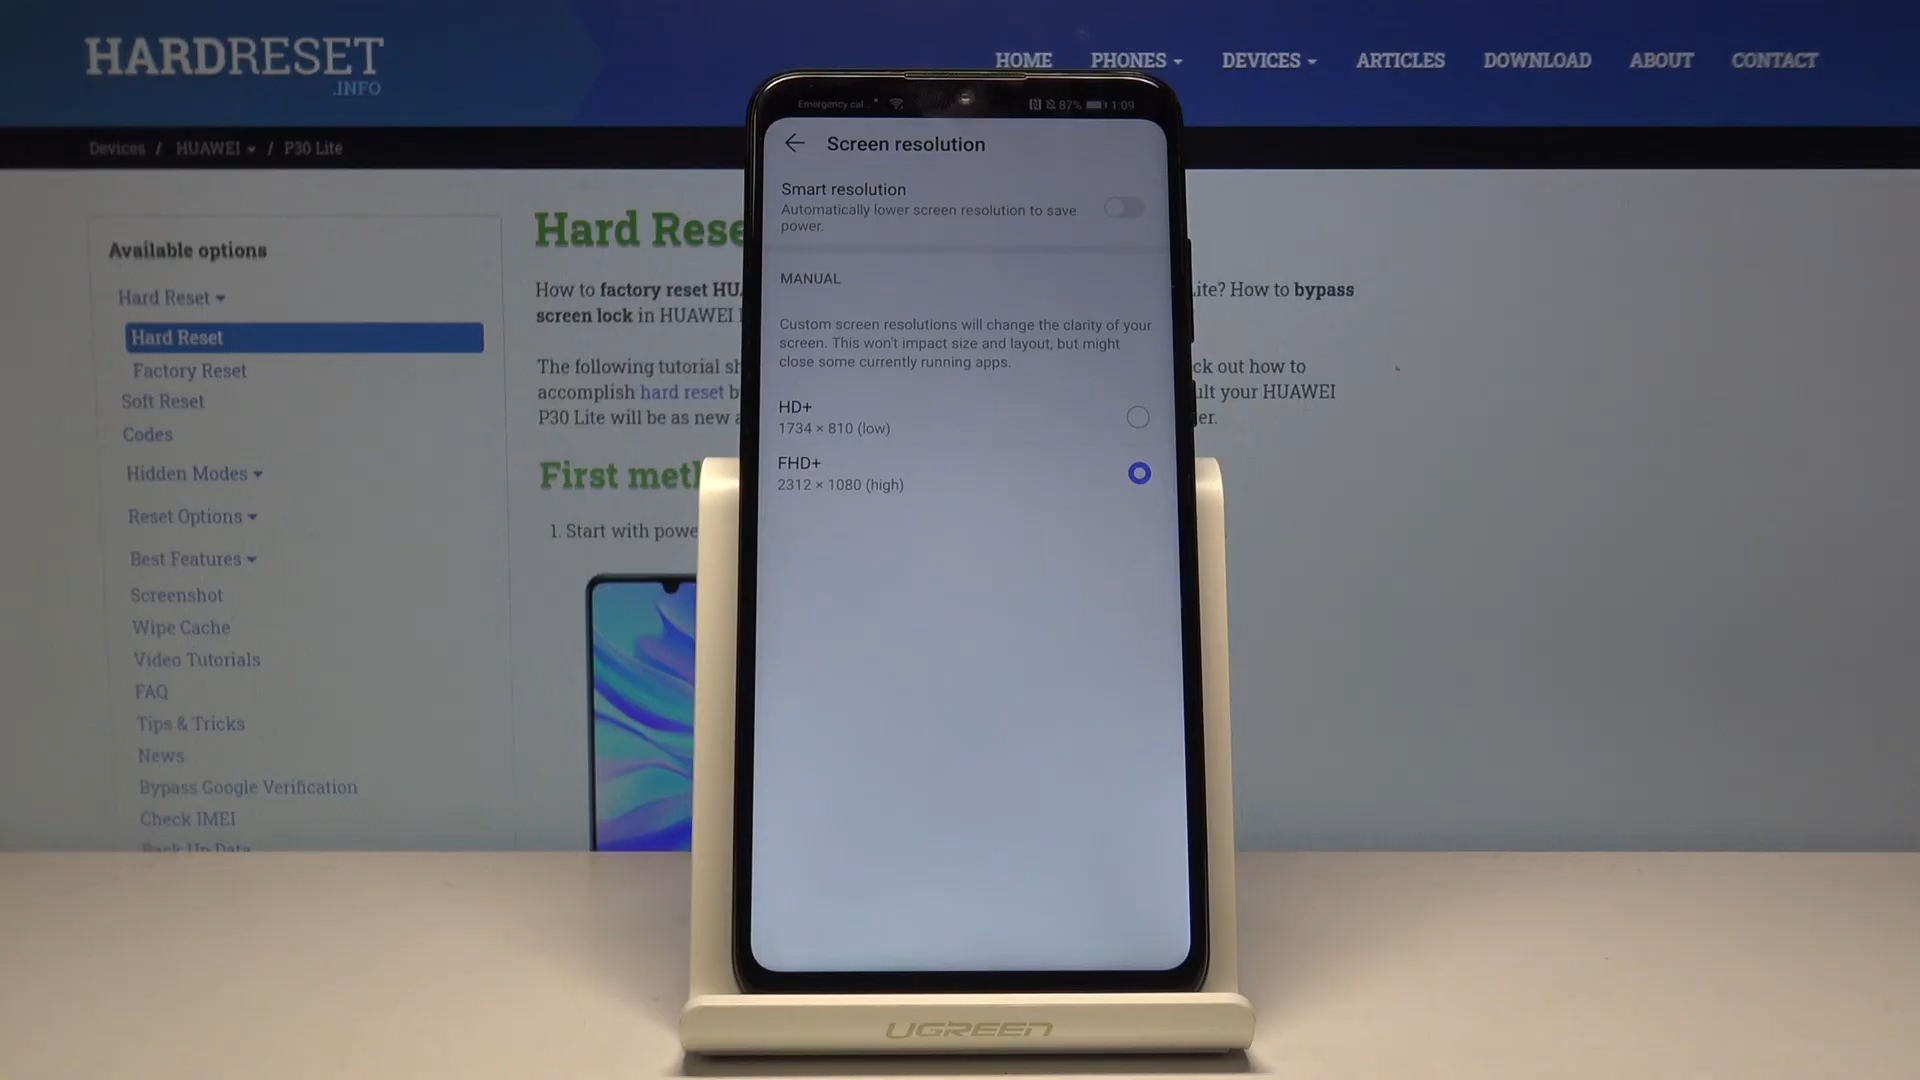 HARDRESET
.INFO
HOME PHONES DEVICES ARTICLES DOWNLOAD ABOUT CONTACT
Devices / HUAWEI / P30 Lite
Available options
Hard Reset
Hard Reset
Factory Reset
Soft Reset
Codes
Hidden Modes
Reset Options
Best Features
Screenshot
Wipe Cache
Video Tutorials
FAQ
Tips & Tricks
News
Bypass Google Verification
Check IMEI
Back Up Data
Hard Rese
How to factory reset HU
ite? How to bypass
screen lock in HUAWEI
The following tutorial sh
ck out how to
accomplish hard reset b
ult your HUAWEI
P30 Lite will be as new a
er.
First meth
1. Start with powe
Emergency cal... 87% 1:09
Screen resolution
Smart resolution
Automatically lower screen resolution to save
power.
MANUAL
Custom screen resolutions will change the clarity of your
screen. This won't impact size and layout, but might
close some currently running apps.
HD+
1734 × 810 (low)
FHD+
2312 × 1080 (high)
UGREEN